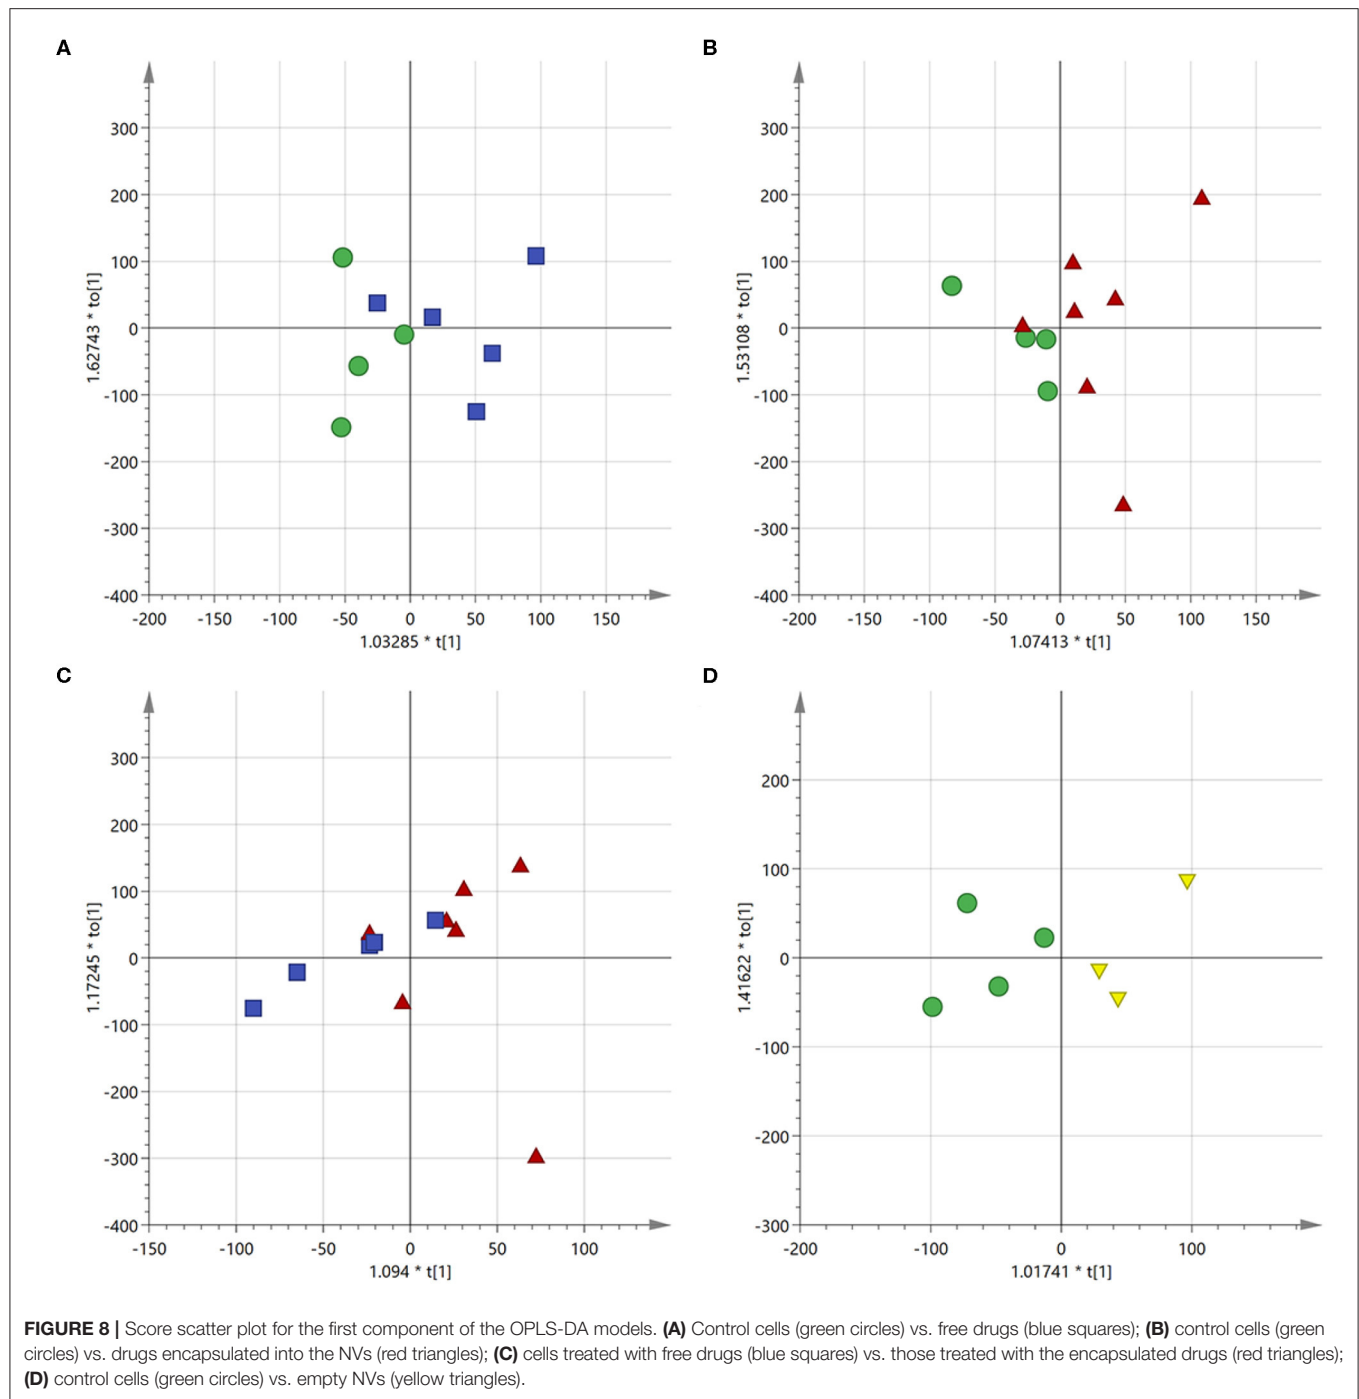 A
300
200
100
0
-100
-200
-300
-400
-200 -150 -100 -50 0 50 100 150
1.62743 * to[1]
1.03285 * t[1]
B
300
200
100
0
-100
-200
-300
-400
-200 -150 -100 -50 0 50 100 150
1.53108 * to[1]
1.07413 * t[1]
C
300
200
100
0
-100
-200
-300
-400
-150 -100 -50 0 50 100
1.17245 * to[1]
1.094 * t[1]
D
200
100
0
-100
-200
-300
-200 -100 0 100
1.41622 * to[1]
1.01741 * t[1]
FIGURE 8 | Score scatter plot for the first component of the OPLS-DA models. (A) Control cells (green circles) vs. free drugs (blue squares); (B) control cells (green
circles) vs. drugs encapsulated into the NVs (red triangles); (C) cells treated with free drugs (blue squares) vs. those treated with the encapsulated drugs (red triangles);
(D) control cells (green circles) vs. empty NVs (yellow triangles).